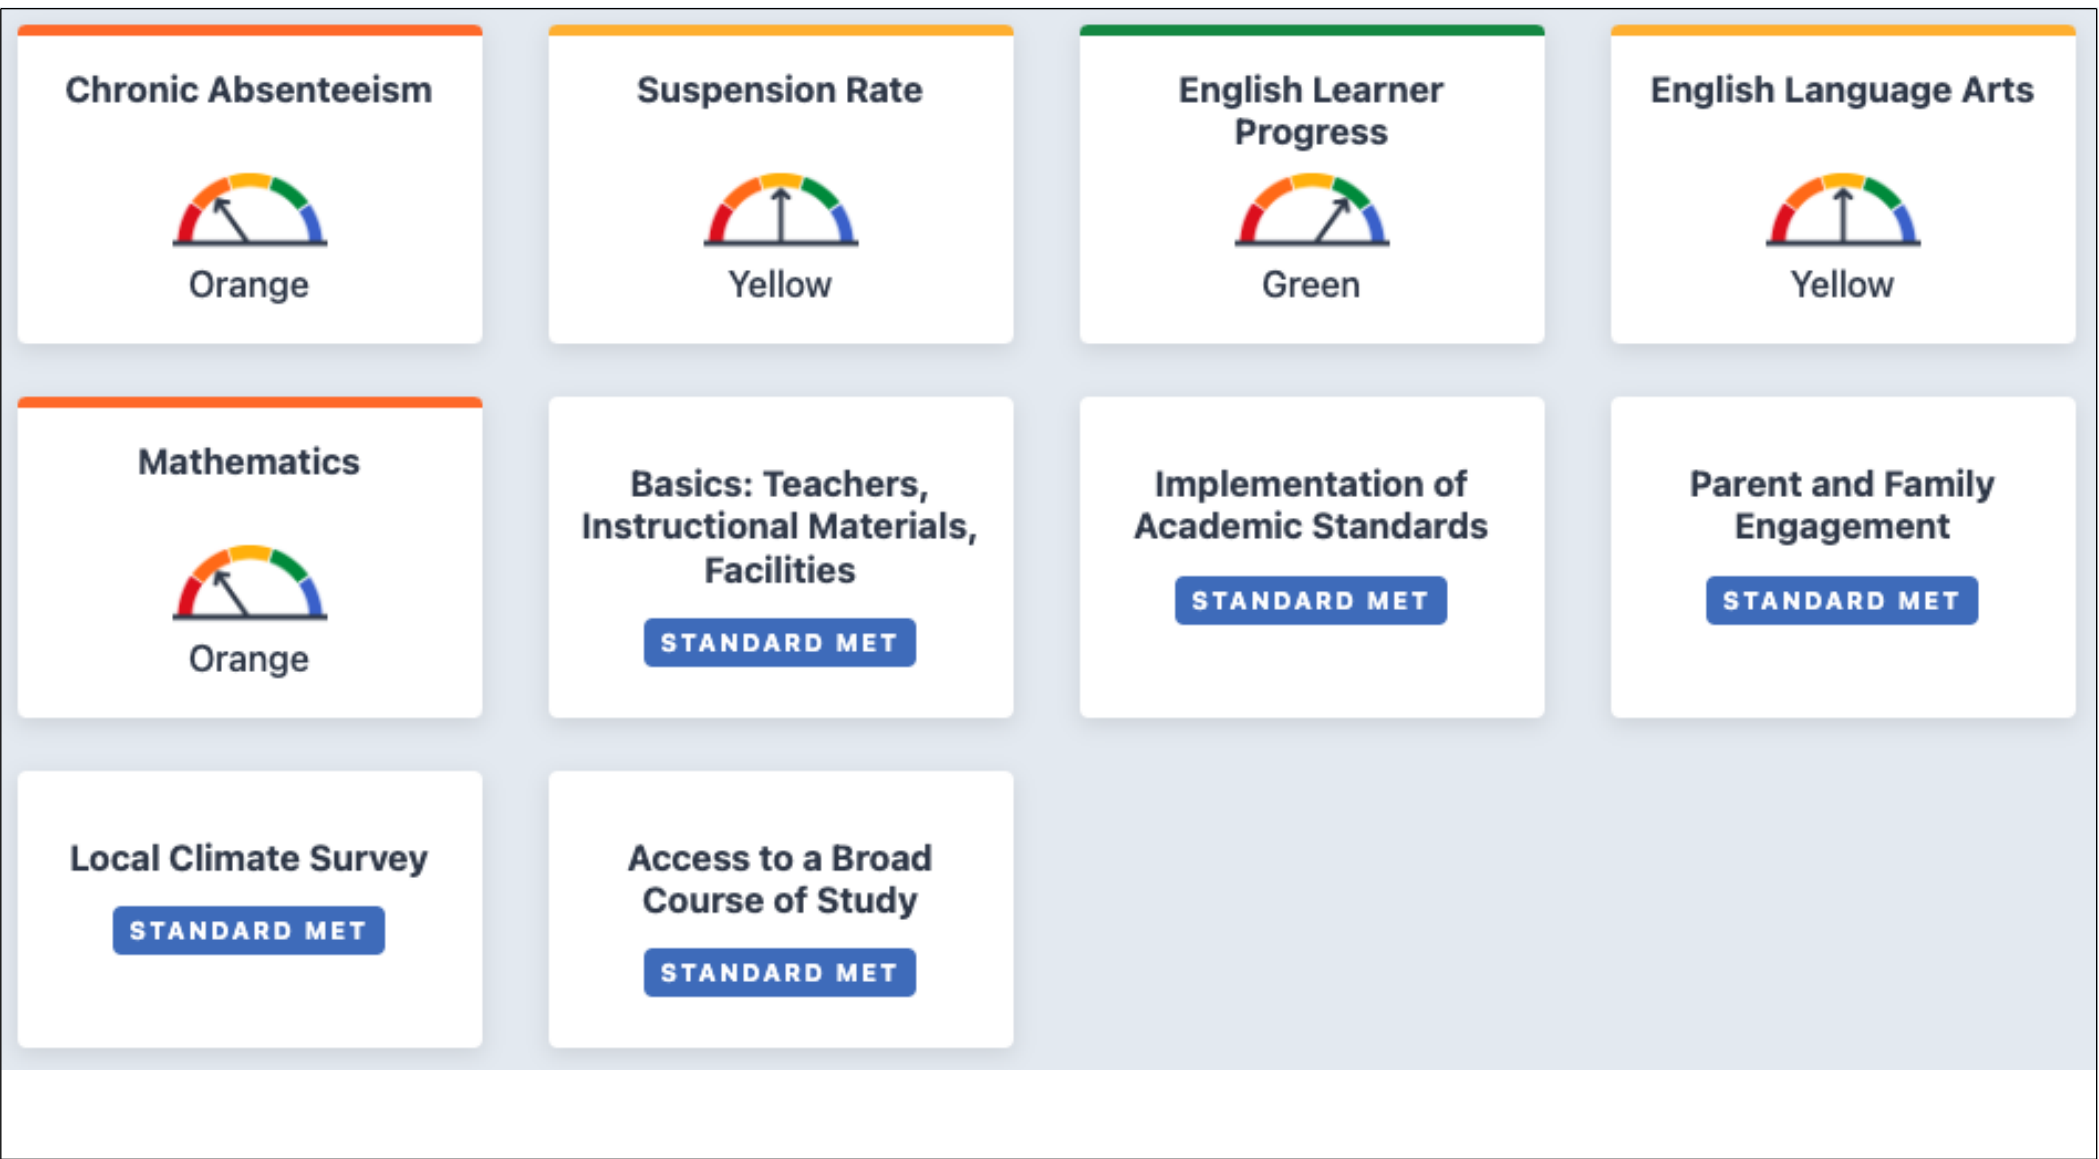 Chronic Absenteeism
Orange
Suspension Rate
Yellow
English Learner
Progress
Green
English Language Arts
Yellow
Mathematics
Orange
Basics: Teachers,
Instructional Materials,
Facilities
STANDARD MET
Implementation of
Academic Standards
STANDARD MET
Parent and Family
Engagement
STANDARD MET
Local Climate Survey
STANDARD MET
Access to a Broad
Course of Study
STANDARD MET